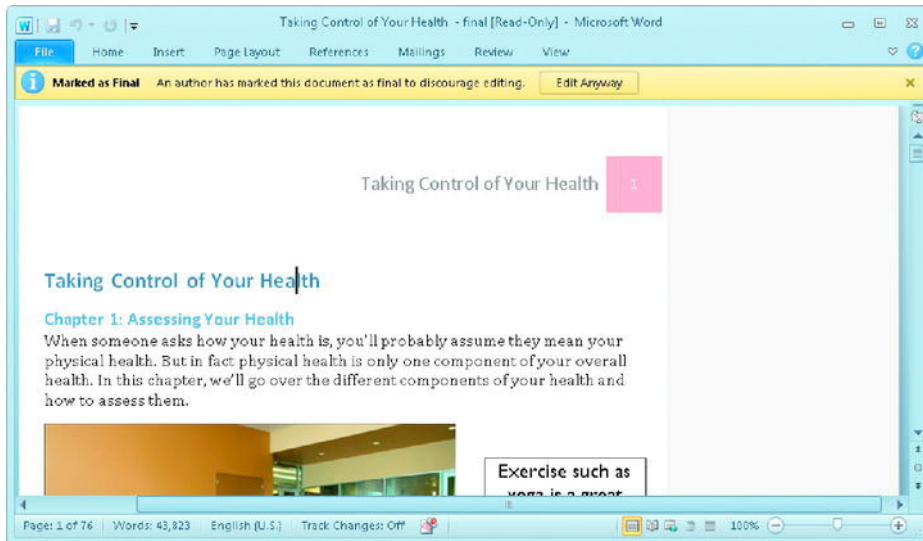 Taking Control of Your Health - final [Read-Only] - Microsoft Word
File Home Insert Page Layout References Mailings Review View
Marked as Final An author has marked this document as final to discourage editing. Edit Anyway
Taking Control of Your Health 1
Taking Control of Your Health
Chapter 1: Assessing Your Health
When someone asks how your health is, you'll probably assume they mean your
physical health. But in fact physical health is only one component of your overall
health. In this chapter, we'll go over the different components of your health and
how to assess them.
Exercise such as
yoga is a great
Page: 1 of 76 Words: 43,823 English (U.S.) Track Changes: Off 100%